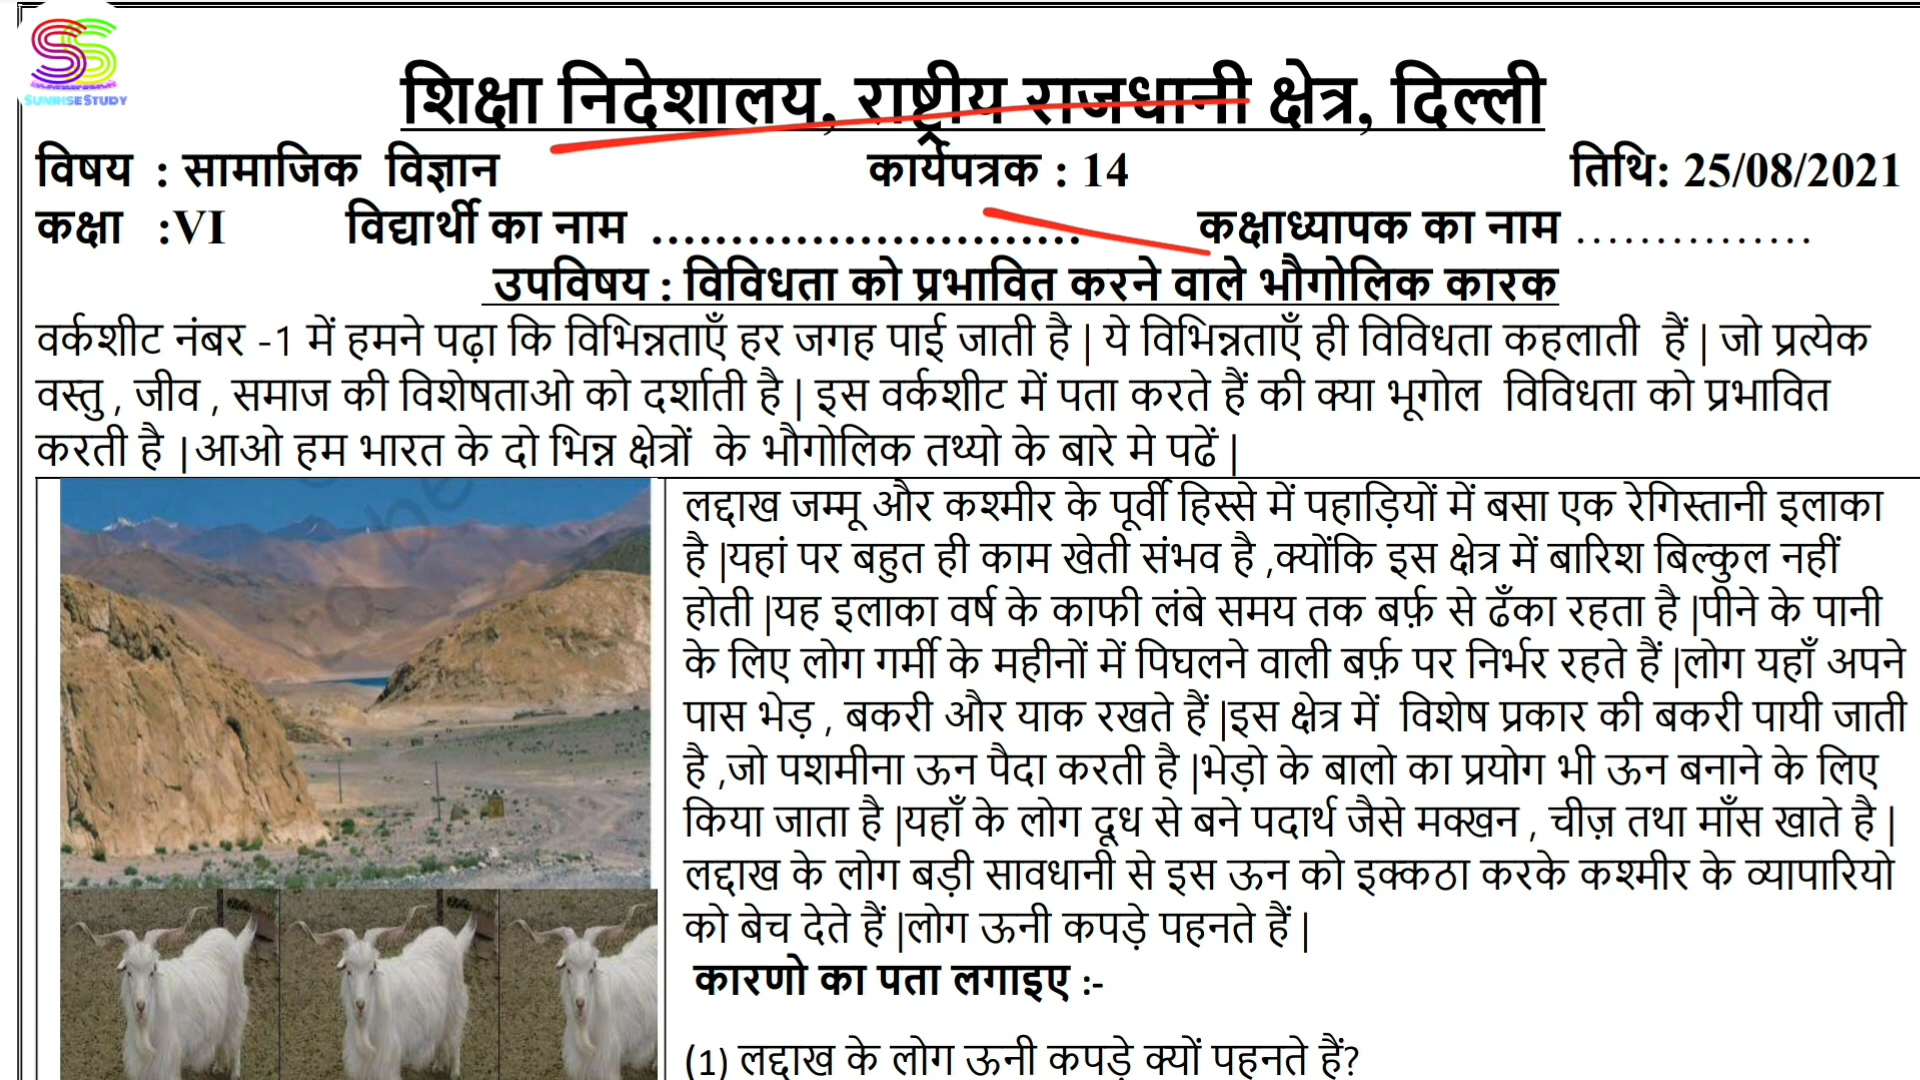 SS
SUNRISE STUDY
शिक्षा निदेशालय, राष्ट्रीय राजधानी क्षेत्र, दिल्ली
विषय : सामाजिक विज्ञान कार्यपत्रक : 14 तिथि: 25/08/2021
कक्षा :VI विद्यार्थी का नाम ........................... कक्षाध्यापक का नाम ...............
उपविषय : विविधता को प्रभावित करने वाले भौगोलिक कारक
वर्कशीट नंबर -1 में हमने पढ़ा कि विभिन्नताएँ हर जगह पाई जाती है | ये विभिन्नताएँ ही विविधता कहलाती हैं | जो प्रत्येक
वस्तु , जीव , समाज की विशेषताओ को दर्शाती है | इस वर्कशीट में पता करते हैं की क्या भूगोल विविधता को प्रभावित
करती है |आओ हम भारत के दो भिन्न क्षेत्रों के भौगोलिक तथ्यो के बारे मे पढें |
लद्दाख जम्मू और कश्मीर के पूर्वी हिस्से में पहाड़ियों में बसा एक रेगिस्तानी इलाका
है |यहां पर बहुत ही काम खेती संभव है ,क्योंकि इस क्षेत्र में बारिश बिल्कुल नहीं
होती |यह इलाका वर्ष के काफी लंबे समय तक बर्फ़ से ढँका रहता है |पीने के पानी
के लिए लोग गर्मी के महीनों में पिघलने वाली बर्फ़ पर निर्भर रहते हैं |लोग यहाँ अपने
पास भेड़ , बकरी और याक रखते हैं |इस क्षेत्र में विशेष प्रकार की बकरी पायी जाती
है ,जो पशमीना ऊन पैदा करती है |भेड़ो के बालो का प्रयोग भी ऊन बनाने के लिए
किया जाता है |यहाँ के लोग दूध से बने पदार्थ जैसे मक्खन , चीज़ तथा माँस खाते है |
लद्दाख के लोग बड़ी सावधानी से इस ऊन को इक्कठा करके कश्मीर के व्यापारियो
को बेच देते हैं |लोग ऊनी कपड़े पहनते हैं |
कारणो का पता लगाइए :-
(1) लद्दाख के लोग ऊनी कपड़े क्यों पहनते हैं?